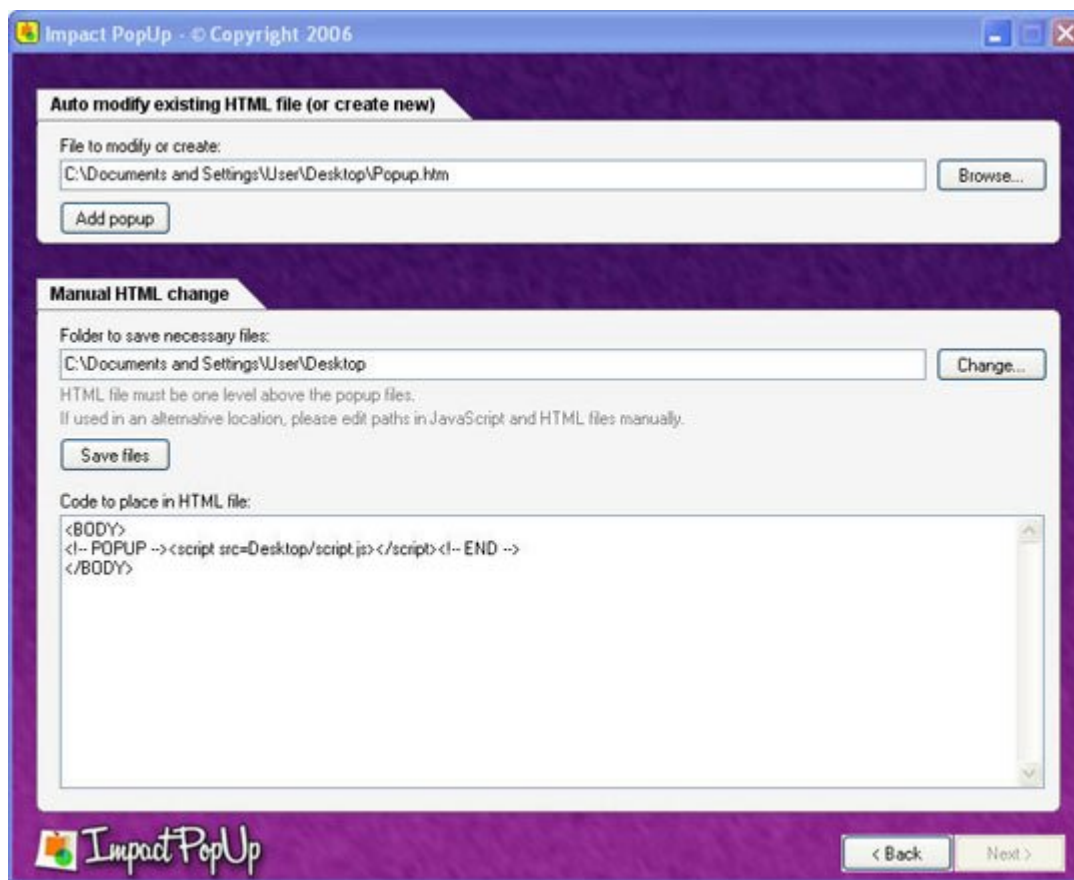 Impact PopUp - © Copyright 2006
Auto modify existing HTML file (or create new)
File to modify or create:
C:\Documents and Settings\User\Desktop\Popup.htm
Browse...
Add popup
Manual HTML change
Folder to save necessary files:
C:\Documents and Settings\User\Desktop
Change...
HTML file must be one level above the popup files.
If used in an alternative location, please edit paths in JavaScript and HTML files manually.
Save files
Code to place in HTML file:
<BODY>
<!-- POPUP --><script src=Desktop/script.js></script><!-- END -->
</BODY>
Impact PopUp
< Back
Next >